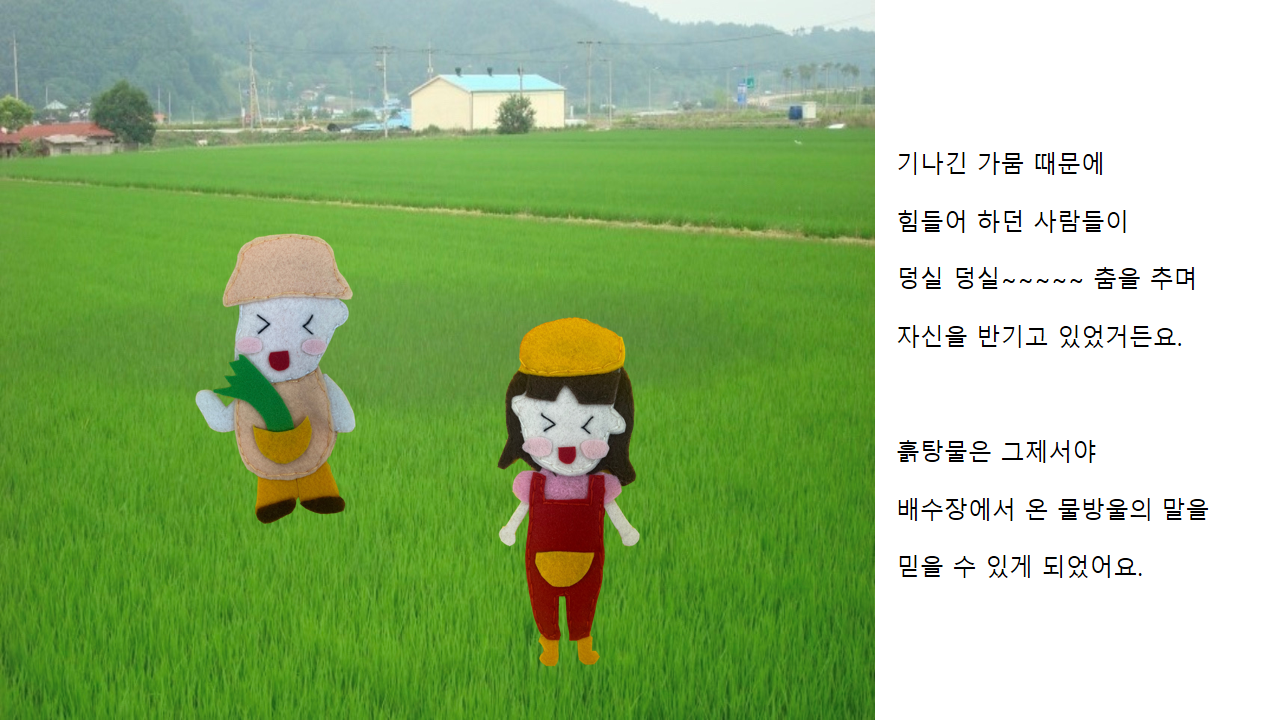 기나긴 가뭄 때문에
힘들어 하던 사람들이
덩실 덩실~~~~~ 춤을 추며
자신을 반기고 있었거든요.
흙탕물은 그제서야
배수장에서 온 물방울의 말을
믿을 수 있게 되었어요.